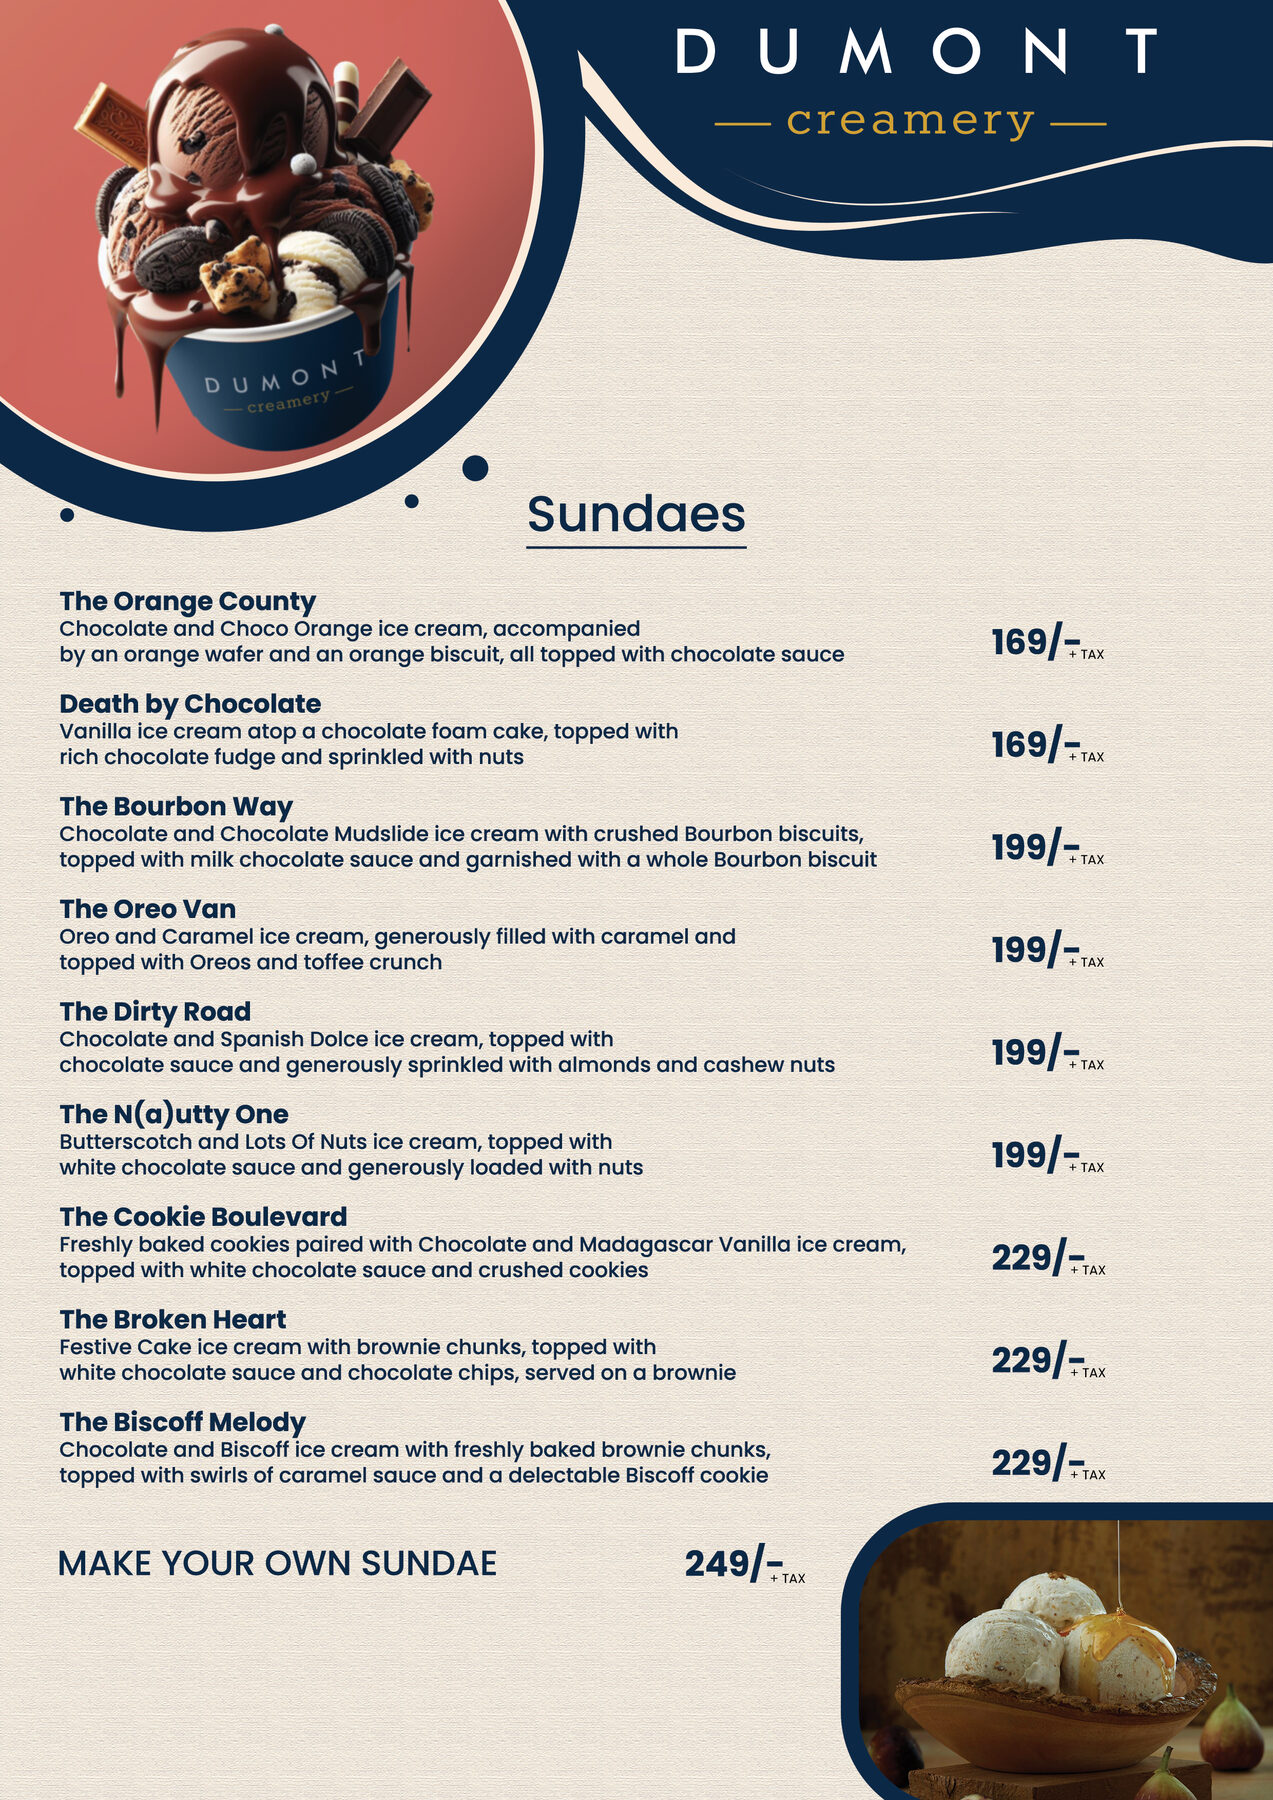 DUMONT
creamery
DUMONT
creamery
Sundaes
The Orange County
Chocolate and Choco Orange ice cream, accompanied
by an orange wafer and an orange biscuit, all topped with chocolate sauce
169/- + TAX
Death by Chocolate
Vanilla ice cream atop a chocolate foam cake, topped with
rich chocolate fudge and sprinkled with nuts
169/- + TAX
The Bourbon Way
Chocolate and Chocolate Mudslide ice cream with crushed Bourbon biscuits,
topped with milk chocolate sauce and garnished with a whole Bourbon biscuit
199/- + TAX
The Oreo Van
Oreo and Caramel ice cream, generously filled with caramel and
topped with Oreos and toffee crunch
199/- + TAX
The Dirty Road
Chocolate and Spanish Dolce ice cream, topped with
chocolate sauce and generously sprinkled with almonds and cashew nuts
199/- + TAX
The N(a)utty One
Butterscotch and Lots Of Nuts ice cream, topped with
white chocolate sauce and generously loaded with nuts
199/- + TAX
The Cookie Boulevard
Freshly baked cookies paired with Chocolate and Madagascar Vanilla ice cream,
topped with white chocolate sauce and crushed cookies
229/- + TAX
The Broken Heart
Festive Cake ice cream with brownie chunks, topped with
white chocolate sauce and chocolate chips, served on a brownie
229/- + TAX
The Biscoff Melody
Chocolate and Biscoff ice cream with freshly baked brownie chunks,
topped with swirls of caramel sauce and a delectable Biscoff cookie
229/- + TAX
MAKE YOUR OWN SUNDAE 249/- + TAX